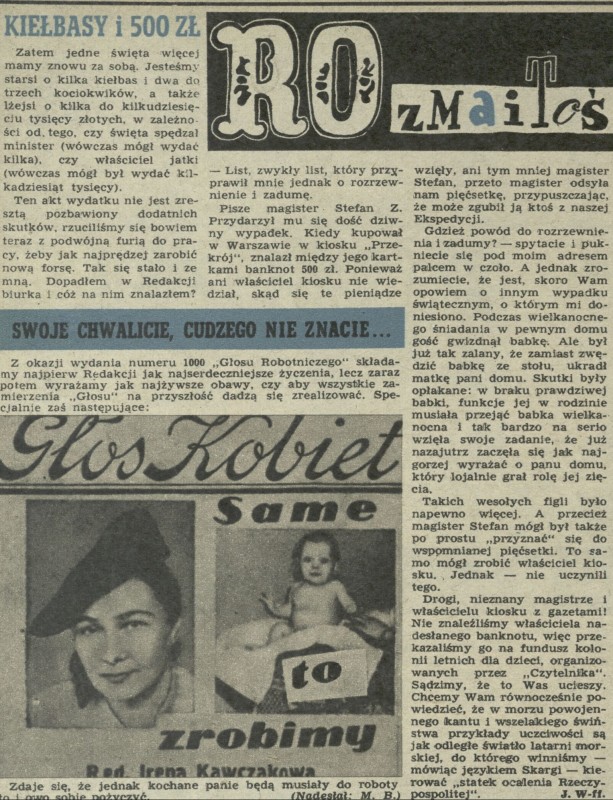 KIEŁBASY i 500 ZŁ
Zatem jedne święta więcej
mamy znowu za sobą. Jesteśmy
starsi o kilka kiełbas i dwa do
trzech kociokwików, a także
lżejsi o kilka do kilkudziesię-
ciu tysięcy złotych, w zależno-
ści od, tego, czy święta spędzał
minister (wówczas mógł wydać
kilka), czy właściciel jatki
(wówczas mógł był wydać kil-
kadziesiąt tysięcy).
Ten akt wydatku nie jest zre-
sztą pozbawiony dodatnich
skutków, rzuciliśmy się bowiem
teraz z podwójną furią do pra-
cy, żeby jak najprędzej zarobić
nową forsę. Tak się stało i ze
mną. Dopadłem w Redakcji
biurka i cóż na nim znalazłem?
ROzMaiToś
— List, zwykły list, który przy-
prawił mnie jednak o rozrzew-
nienie i zadumę.
Pisze magister Stefan Z.
Przydarzył mu się dość dziw-
ny wypadek. Kiedy kupował
w Warszawie w kiosku „Prze-
krój”, znalazł między jego kart-
kami banknot 500 zł. Ponieważ
ani właściciel kiosku nie wie-
dział, skąd się te pieniądze
wzięły, ani tym mniej magister
Stefan, przeto magister odsyła
nam pięćsetkę, przypuszczając,
że może zgubił ją ktoś z naszej
Ekspedycji.
Gdzież powód do rozrzewnie-
nia i zadumy? — spytacie i puk-
niecie się pod moim adresem
palcem w czoło. A jednak zro-
zumiecie, że jest, skoro Wam
opowiem o innym wypadku
świątecznym, o którym mi do-
niesiono. Podczas wielkanocne-
go śniadania w pewnym domu
gość gwizdnął babkę. Ale był
już tak zalany, że zamiast zwę-
dzić babkę ze stołu, ukradł
matkę pani domu. Skutki były
opłakane: w braku prawdziwej
babki, funkcje jej w rodzinie
musiała przejąć babka wielka-
nocna i tak bardzo na serio
wzięła swoje zadanie, że już
nazajutrz zaczęła się jak naj-
gorzej wyrażać o panu domu,
który lojalnie grał rolę jej zię-
cia.
Takich wesołych figli było
napewno więcej. A przecież
magister Stefan mógł był także
po prostu „przyznać” się do
wspomnianej pięćsetki. To sa-
mo mógł zrobić właściciel kio-
sku. Jednak — nie uczynili
tego.
Drogi, nieznany magistrze i
właścicielu kiosku z gazetami!
Nie znaleźliśmy właściciela na-
desłanego banknotu, więc prze-
kazaliśmy go na fundusz kolo-
nii letnich dla dzieci, organizo-
wanych przez „Czytelnika”.
Sądzimy, że to Was ucieszy.
Chcemy Wam równocześnie po-
wiedzieć, że w morzu powojen-
nego kantu i wszelakiego świń-
stwa przykłady uczciwości są
jak odległe światło latarni mor-
skiej, do którego winniśmy —
mówiąc językiem Skargi — kie-
rować „statek ocalenia Rzeczy-
pospolitej”. J. W-ff.
SWOJE CHWALICIE, CUDZEGO NIE ZNACIE...
Z okazji wydania numeru 1000 „Głosu Robotniczego” składa-
my najpierw Redakcji jak najserdeczniejsze życzenia, lecz zaraz
potem wyrażamy jak najżywsze obawy, czy aby wszystkie za-
mierzenia „Głosu” na przyszłość dadzą się zrealizować. Spe-
cjalnie zaś następujące:
Głos Kobiet
Same
to
zrobimy
Red. Irena Kawczakowa
Zdaje się, że jednak kochane panie będą musiały do roboty
to i owo sobie pożyczyć. (Nadesłał: M. B.)